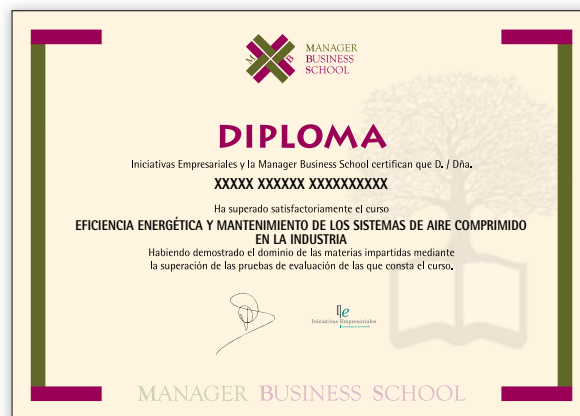 M B
MANAGER
BUSINESS
SCHOOL
DIPLOMA
Iniciativas Empresariales y la Manager Business School certifican que D. / Dña.
XXXXX XXXXXX XXXXXXXXXX
Ha superado satisfactoriamente el curso
EFICIENCIA ENERGÉTICA Y MANTENIMIENTO DE LOS SISTEMAS DE AIRE COMPRIMIDO
EN LA INDUSTRIA
Habiendo demostrado el dominio de las materias impartidas mediante
la superación de las pruebas de evaluación de las que consta el curso.
Iniciativas Empresariales
MANAGER BUSINESS SCHOOL